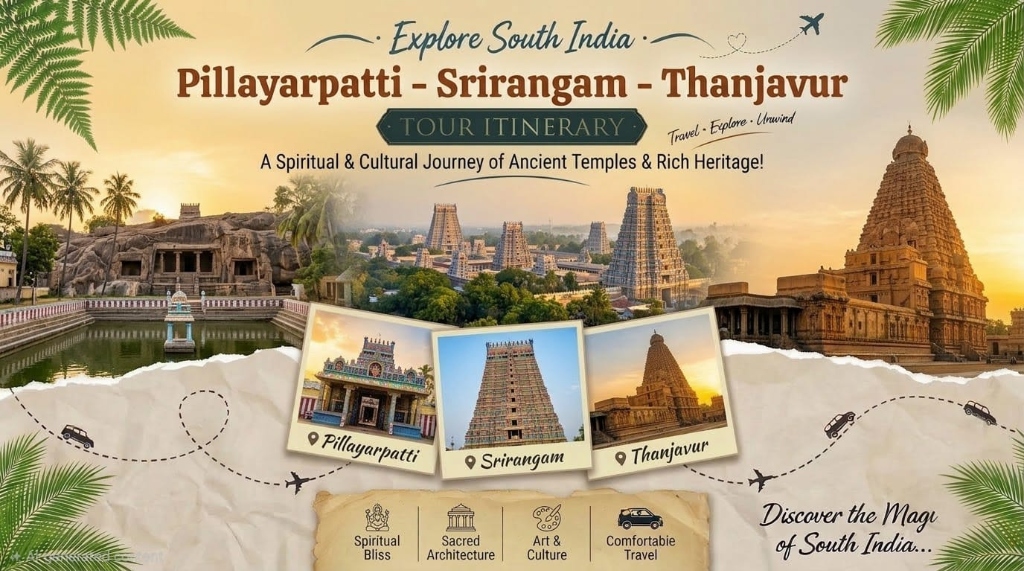 Explore South India
Pillayarpatti - Srirangam - Thanjavur
TOUR ITINERARY
Travel · Explore · Unwind
A Spiritual & Cultural Journey of Ancient Temples & Rich Heritage!
Pillayarpatti
Srirangam
Thanjavur
Spiritual
Bliss
Sacred
Architecture
Art &
Culture
Comfortabie
Travel
Discover the Magi
of South India...